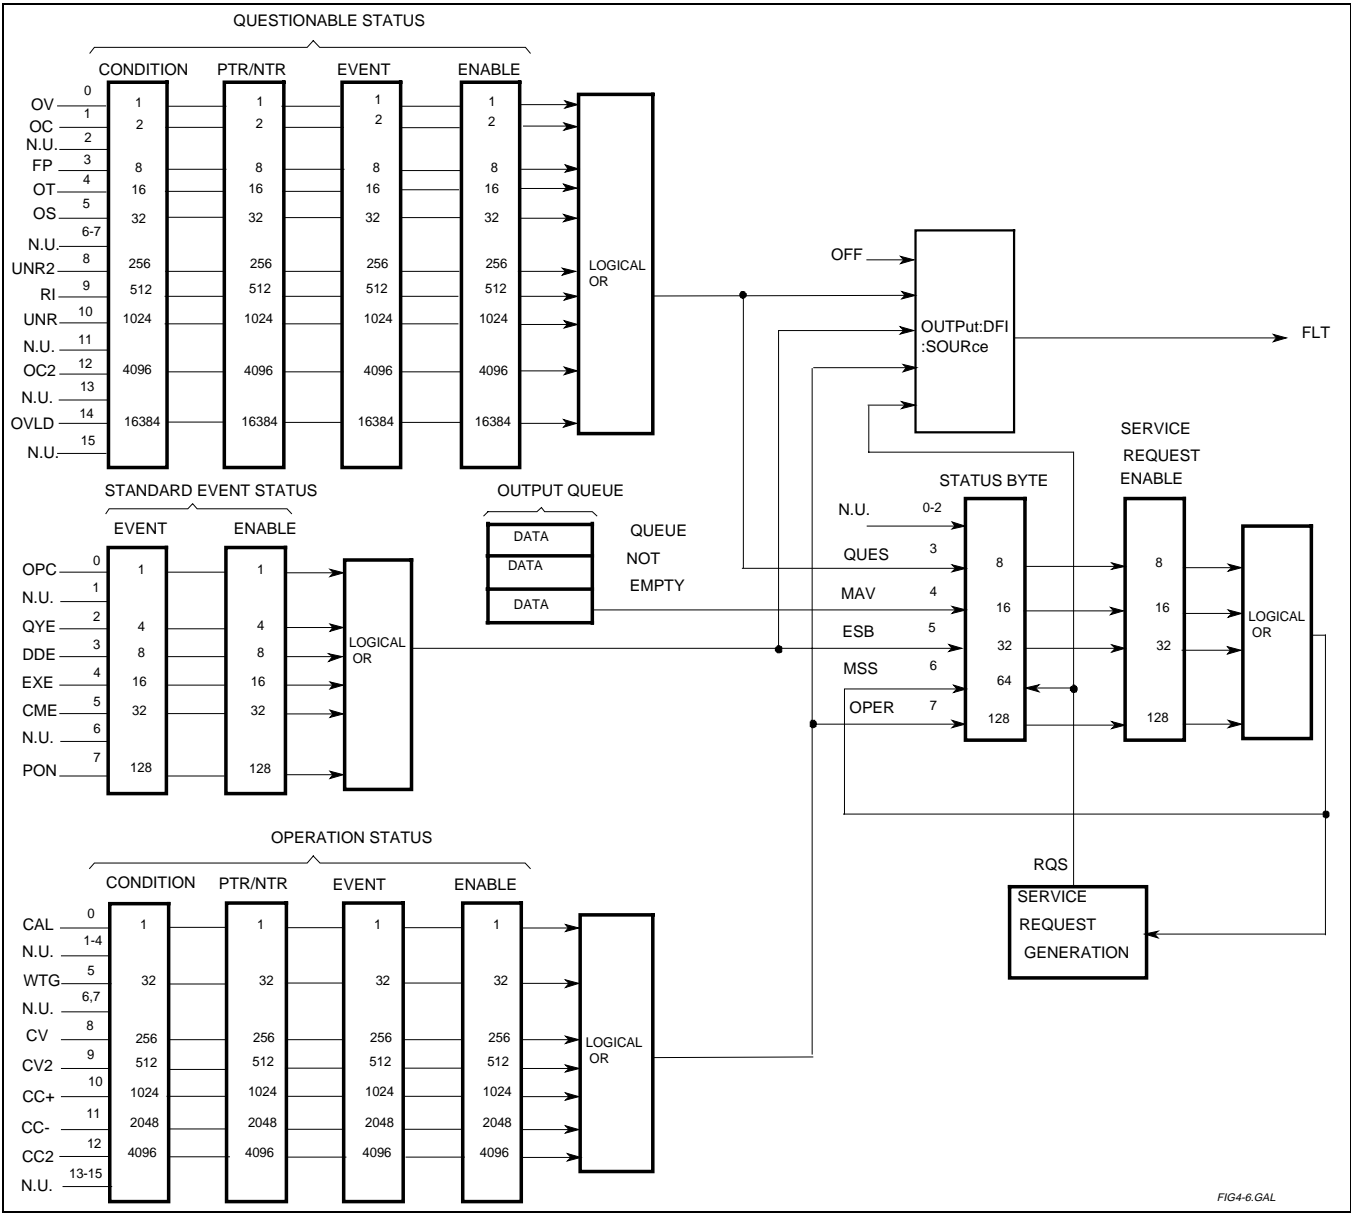 QUESTIONABLE STATUS
CONDITION PTR/NTR EVENT ENABLE
OV 0 1 1 1 1
OC 1 2 2 2 2
N.U. 2
FP 3 8 8 8 8
OT 4 16 16 16 16
OS 5 32 32 32 32
N.U. 6-7
UNR2 8 256 256 256 256
RI 9 512 512 512 512
UNR 10 1024 1024 1024 1024
N.U. 11
OC2 12 4096 4096 4096 4096
N.U. 13
OVLD 14 16384 16384 16384 16384
N.U. 15
LOGICAL
OR
OFF
OUTPut:DFI
:SOURce
FLT
STANDARD EVENT STATUS
EVENT ENABLE
OPC 0 1 1
N.U. 1
QYE 2 4 4
DDE 3 8 8
EXE 4 16 16
CME 5 32 32
N.U. 6
PON 7 128 128
LOGICAL
OR
OUTPUT QUEUE
DATA
DATA
DATA
QUEUE
NOT
EMPTY
STATUS BYTE
SERVICE
REQUEST
ENABLE
N.U. 0-2
QUES 3 8 8
MAV 4 16 16
ESB 5 32 32
MSS 6 64
OPER 7 128 128
LOGICAL
OR
RQS
SERVICE
REQUEST
GENERATION
OPERATION STATUS
CONDITION PTR/NTR EVENT ENABLE
CAL 0 1 1 1 1
N.U. 1-4
WTG 5 32 32 32 32
N.U. 6,7
CV 8 256 256 256 256
CV2 9 512 512 512 512
CC+ 10 1024 1024 1024 1024
CC- 11 2048 2048 2048 2048
CC2 12 4096 4096 4096 4096
N.U. 13-15
LOGICAL
OR
FIG4-6.GAL